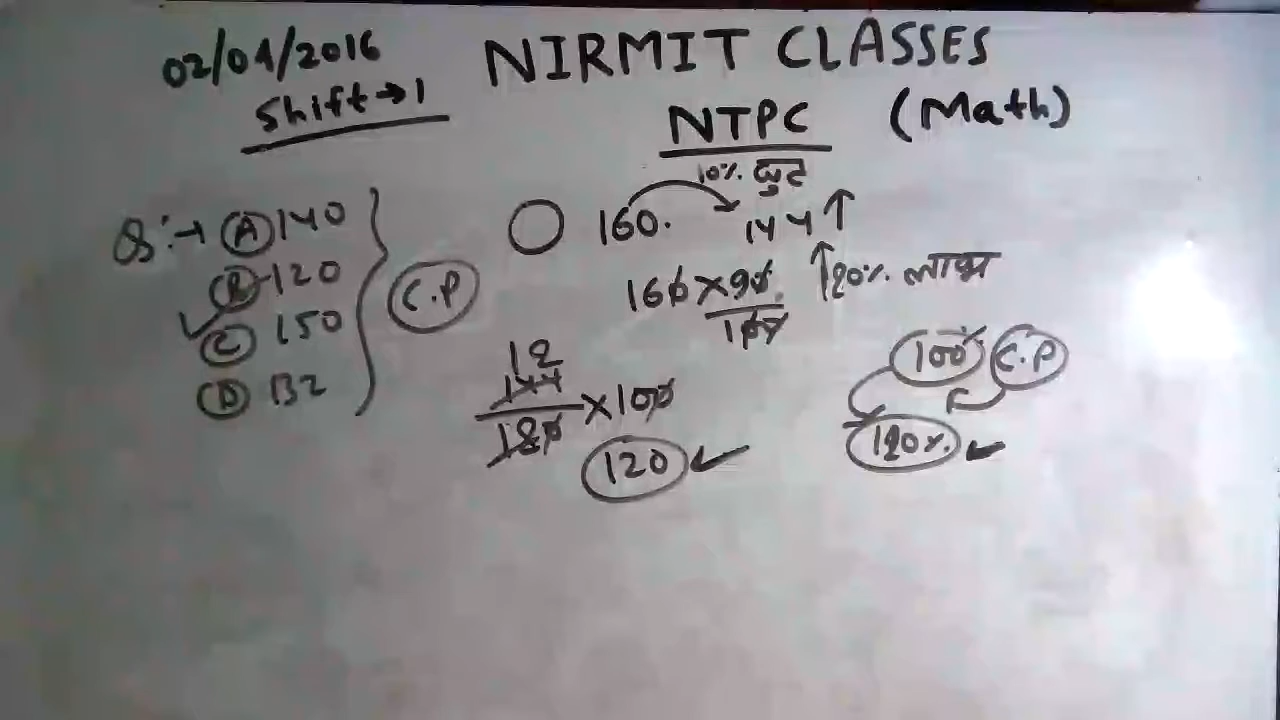 02/04/2016
Shift→1
NIRMIT CLASSES
NTPC (Math)
Q:→ (A) 140
(B) 120
(C) 150
(D) 132
C.P
10% छुट
160. 144↑
160×90
100
↑20% लाभ
12
144
120
×100
120
100 C.P
120%